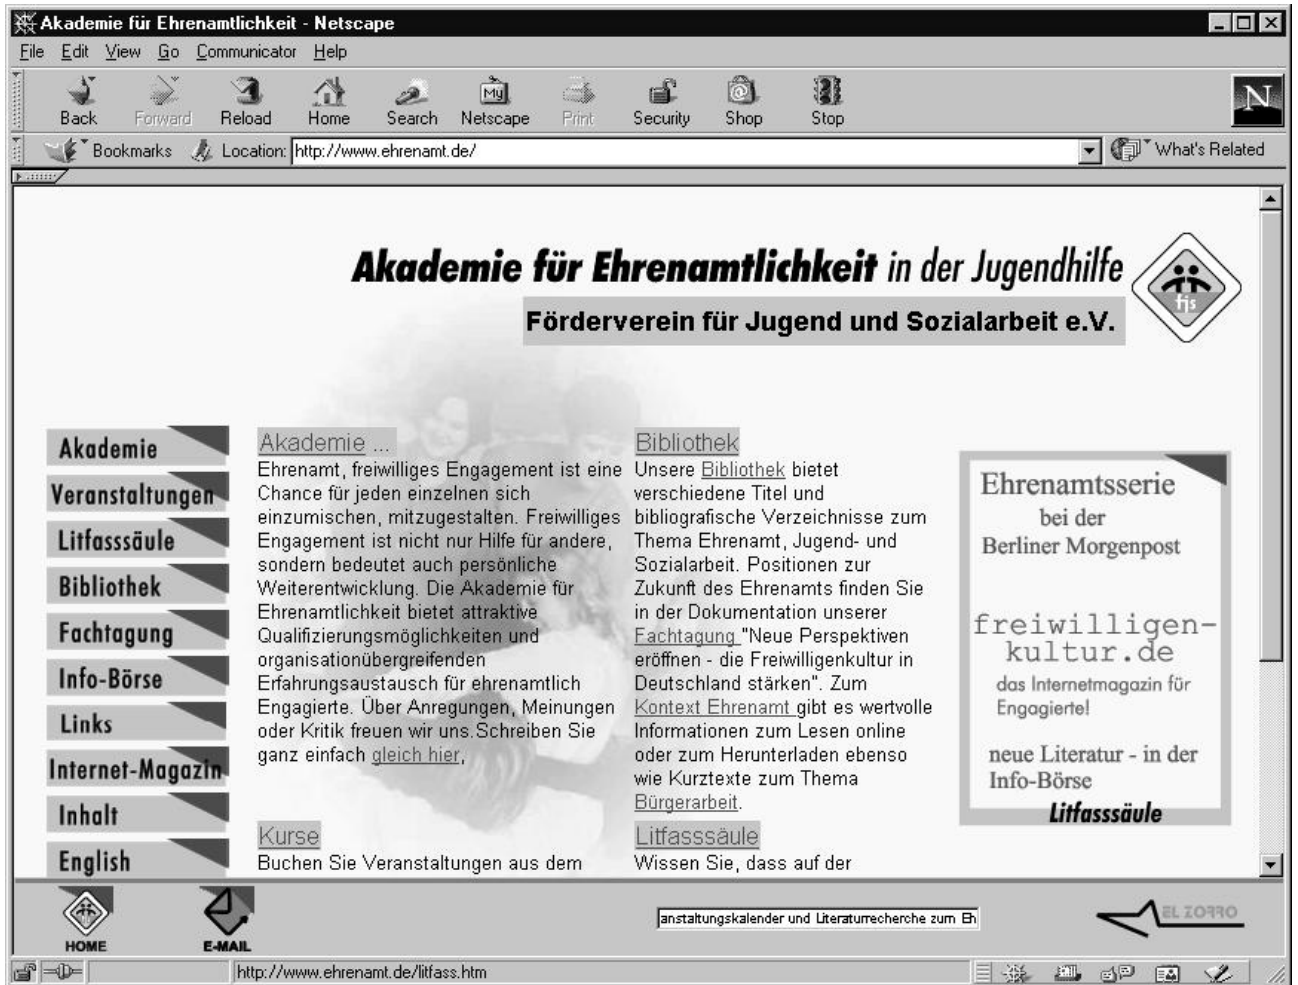 Akademie für Ehrenamtlichkeit - Netscape
File Edit View Go Communicator Help
Back Forward Reload Home Search Netscape Print Security Shop Stop
My
N
Bookmarks Location: http://www.ehrenamt.de/ What's Related
Akademie für Ehrenamtlichkeit in der Jugendhilfe
fjs
Förderverein für Jugend und Sozialarbeit e.V.
Akademie
Veranstaltungen
Litfasssäule
Bibliothek
Fachtagung
Info-Börse
Links
Internet-Magazin
Inhalt
English
Akademie ...
Ehrenamt, freiwilliges Engagement ist eine
Chance für jeden einzelnen sich
einzumischen, mitzugestalten. Freiwilliges
Engagement ist nicht nur Hilfe für andere,
sondern bedeutet auch persönliche
Weiterentwicklung. Die Akademie für
Ehrenamtlichkeit bietet attraktive
Qualifizierungsmöglichkeiten und
organisationübergreifenden
Erfahrungsaustausch für ehrenamtlich
Engagierte. Über Anregungen, Meinungen
oder Kritik freuen wir uns.Schreiben Sie
ganz einfach gleich hier,
Kurse
Buchen Sie Veranstaltungen aus dem
Bibliothek
Unsere Bibliothek bietet
verschiedene Titel und
bibliografische Verzeichnisse zum
Thema Ehrenamt, Jugend- und
Sozialarbeit. Positionen zur
Zukunft des Ehrenamts finden Sie
in der Dokumentation unserer
Fachtagung "Neue Perspektiven
eröffnen - die Freiwilligenkultur in
Deutschland stärken". Zum
Kontext Ehrenamt gibt es wertvolle
Informationen zum Lesen online
oder zum Herunterladen ebenso
wie Kurztexte zum Thema
Bürgerarbeit.
Litfasssäule
Wissen Sie, dass auf der
Ehrenamtsserie
bei der
Berliner Morgenpost
freiwilligen-
kultur.de
das Internetmagazin für
Engagierte!
neue Literatur - in der
Info-Börse
Litfasssäule
HOME
E-MAIL
anstaltungskalender und Literaturrecherche zum Eh
EL ZORRO
http://www.ehrenamt.de/litfass.htm